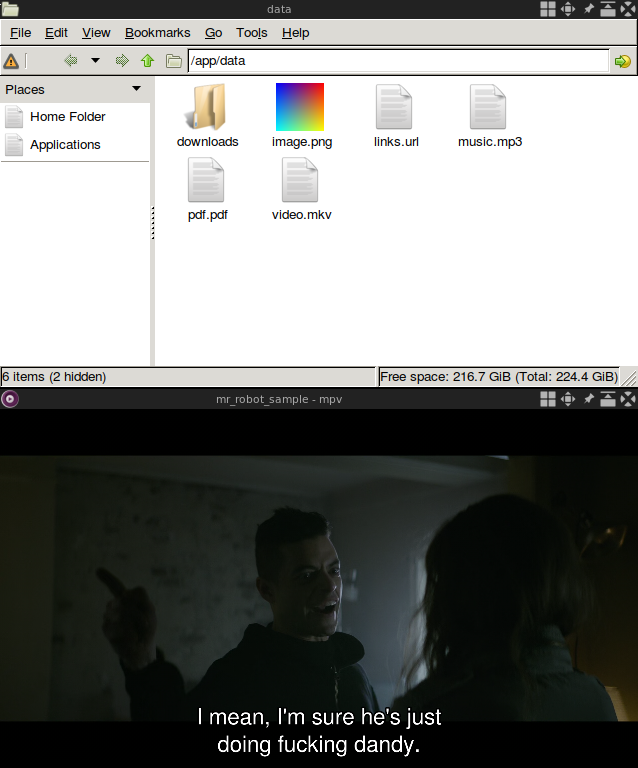 data
File Edit View Bookmarks Go Tools Help
/app/data
Places
Home Folder
Applications
downloads image.png links.url music.mp3
pdf.pdf video.mkv
6 items (2 hidden) Free space: 216.7 GiB (Total: 224.4 GiB)
mr_robot_sample - mpv
I mean, I'm sure he's just
doing fucking dandy.